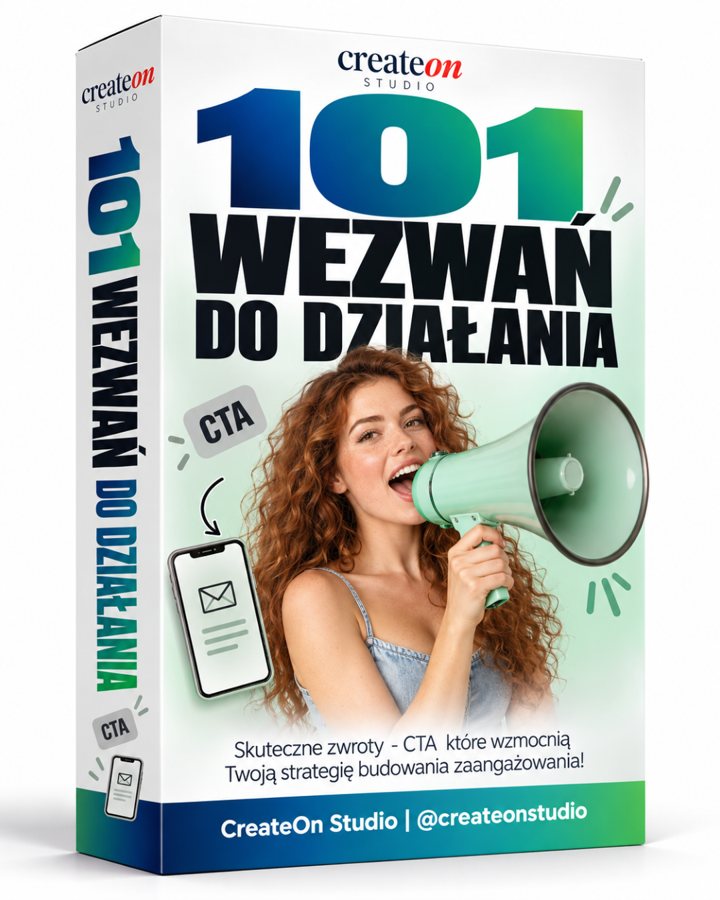 createon
STUDIO
101 WEZWAŃ DO DZIAŁANIA
CTA
createon
STUDIO
101
WEZWAŃ
DO DZIAŁANIA
CTA
Skuteczne zwroty - CTA które wzmocnią
Twoją strategię budowania zaangażowania!
CreateOn Studio | @createonstudio